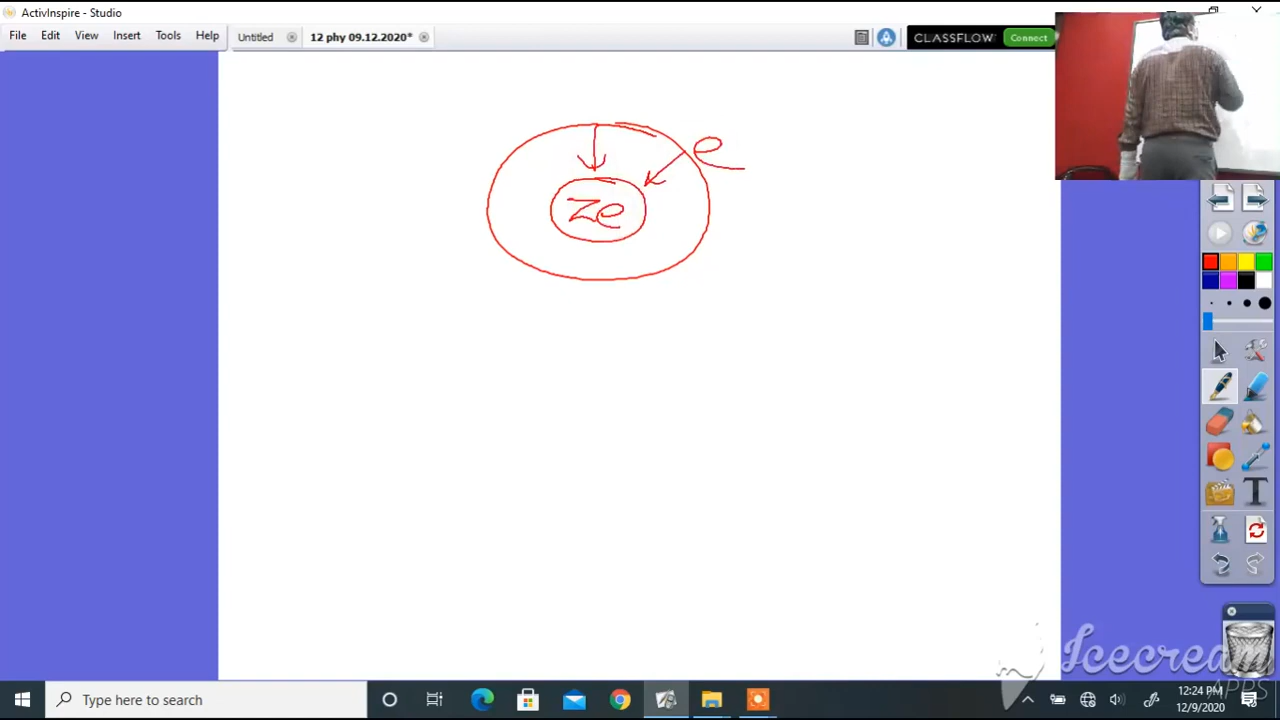 ActivInspire - Studio
File Edit View Insert Tools Help Untitled 12 phy 09.12.2020* CLASSFLOW Connect
e
ze
T
Icecream
APPS
Type here to search 12:24 PM
12/9/2020